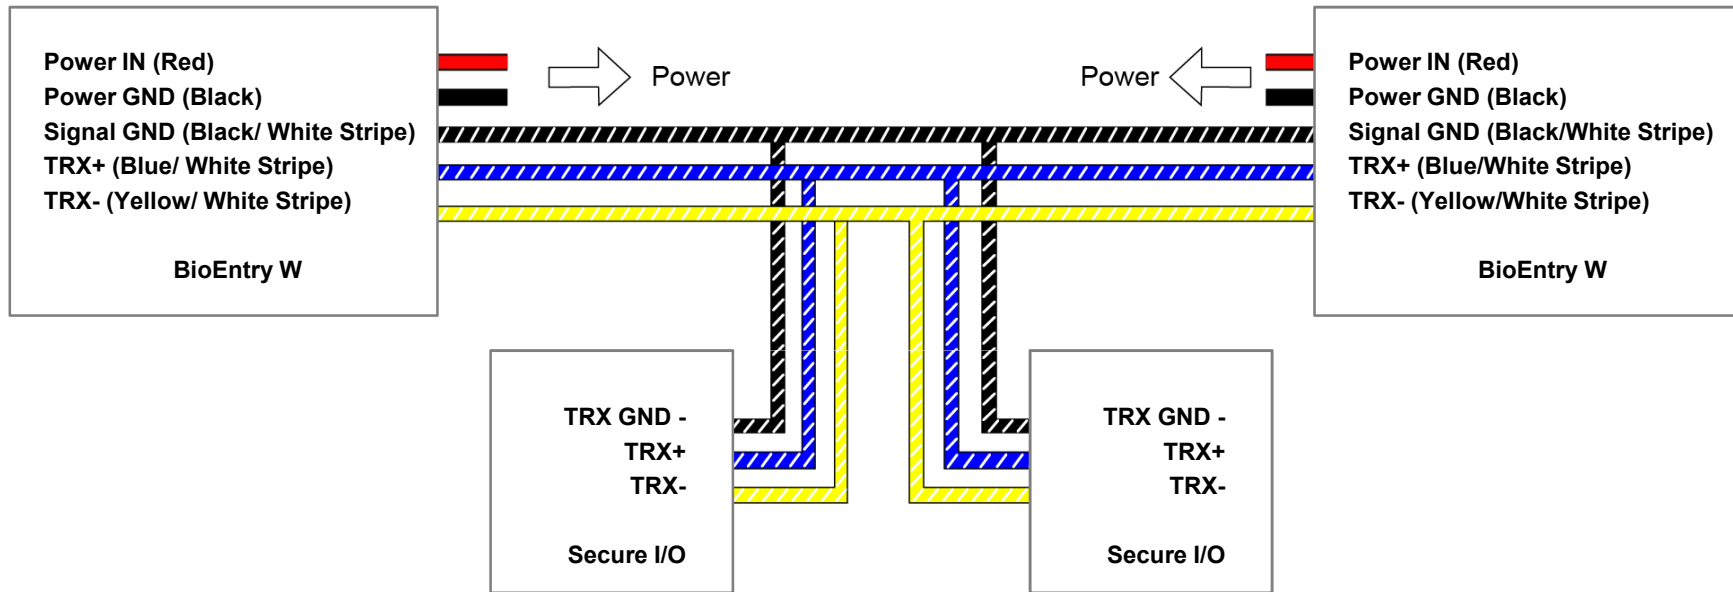 Power IN (Red)
Power GND (Black)
Signal GND (Black/ White Stripe)
TRX+ (Blue/ White Stripe)
TRX- (Yellow/ White Stripe)
BioEntry W
Power
Power
Power IN (Red)
Power GND (Black)
Signal GND (Black/White Stripe)
TRX+ (Blue/White Stripe)
TRX- (Yellow/White Stripe)
BioEntry W
TRX GND -
TRX+
TRX-
Secure I/O
TRX GND -
TRX+
TRX-
Secure I/O